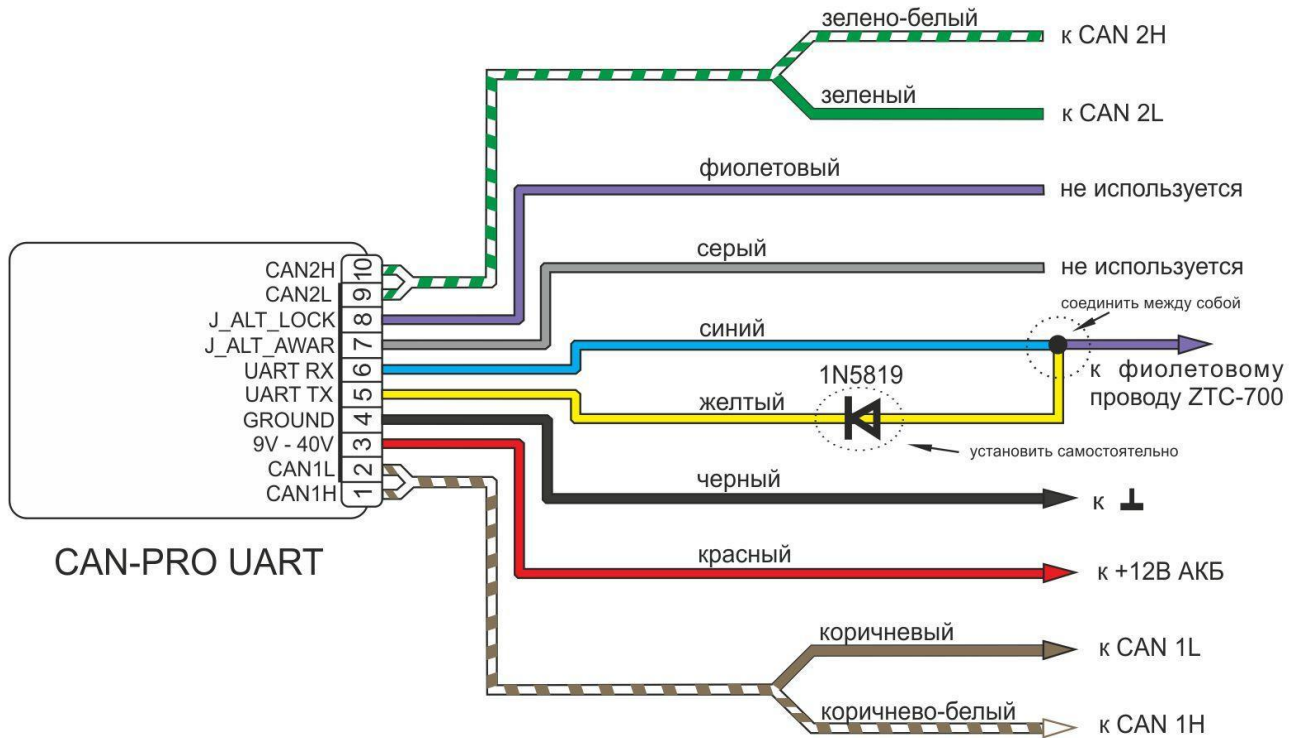 зелено-белый
к CAN 2H
зеленый
к CAN 2L
фиолетовый
не используется
серый
не используется
соединить между собой
синий
к фиолетовому
проводу ZTC-700
1N5819
желтый
установить самостоятельно
черный
к
красный
к +12В АКБ
коричневый
к CAN 1L
коричнево-белый
к CAN 1H
CAN2H 10
CAN2L 9
J_ALT_LOCK 8
J_ALT_AWAR 7
UART RX 6
UART TX 5
GROUND 4
9V - 40V 3
CAN1L 2
CAN1H 1
CAN-PRO UART